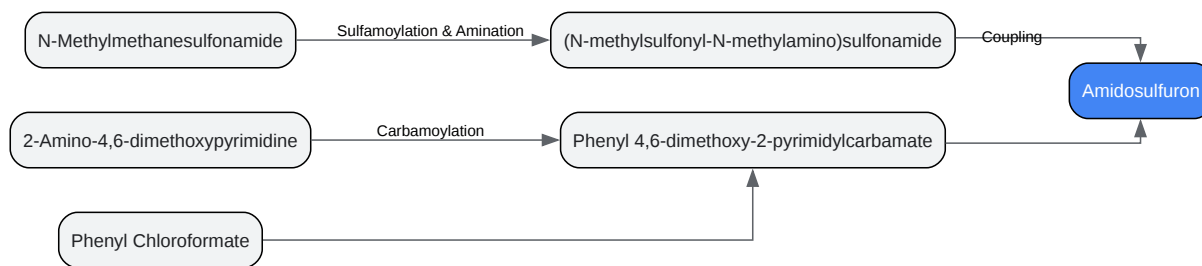 N-Methylmethanesulfonamide
Sulfamoylation & Amination
(N-methylsulfonyl-N-methylamino)sulfonamide
Coupling
Amidosulfuron
2-Amino-4,6-dimethoxypyrimidine
Carbamoylation
Phenyl 4,6-dimethoxy-2-pyrimidylcarbamate
Phenyl Chloroformate